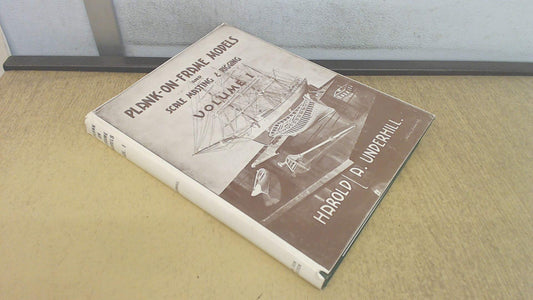 PLANK-ON-FRAME MODELS
AND
SCALE MASTING & RIGGING
VOLUME I
HAROLD A. UNDERHILL.